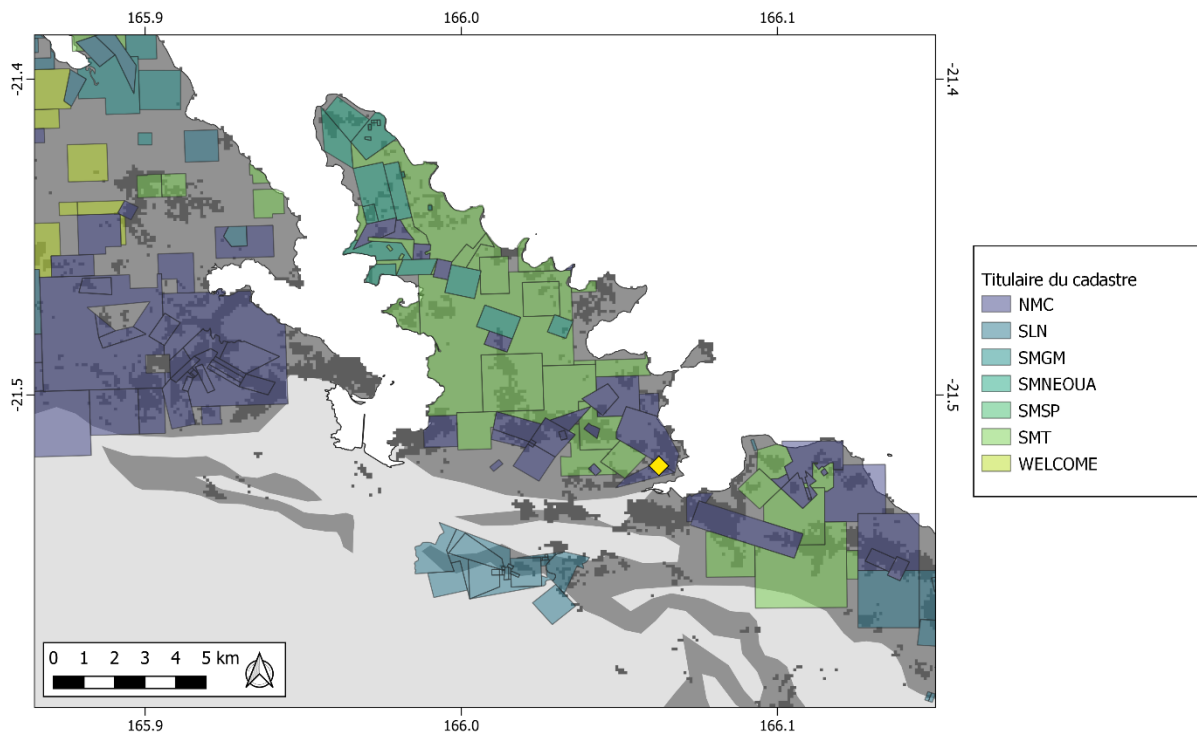 165.9 166.0 166.1
-21.4 -21.4
-21.5 -21.5
Titulaire du cadastre
NMC
SLN
SMGM
SMNEOUA
SMSP
SMT
WELCOME
0 1 2 3 4 5 km
165.9 166.0 166.1